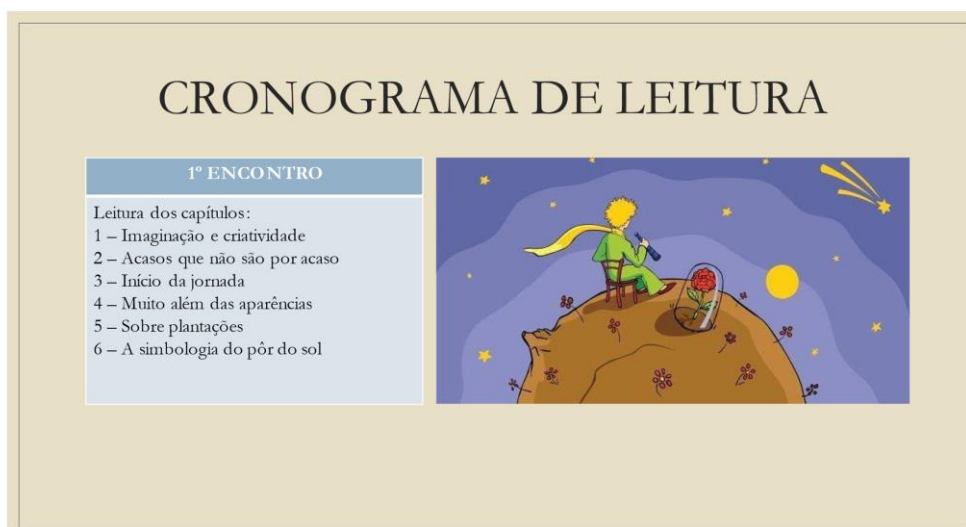 CRONOGRAMA DE LEITURA
1º ENCONTRO
Leitura dos capítulos:
1 – Imaginação e criatividade
2 – Acasos que não são por acaso
3 – Início da jornada
4 – Muito além das aparências
5 – Sobre plantações
6 – A simbologia do pôr do sol